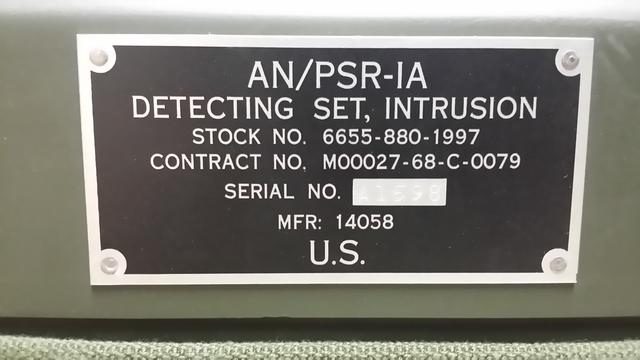 AN/PSR-1A
DETECTING SET, INTRUSION
STOCK NO. 6655-880-1997
CONTRACT NO. M00027-68-C-0079
SERIAL NO. A1598
MFR: 14058
U.S.